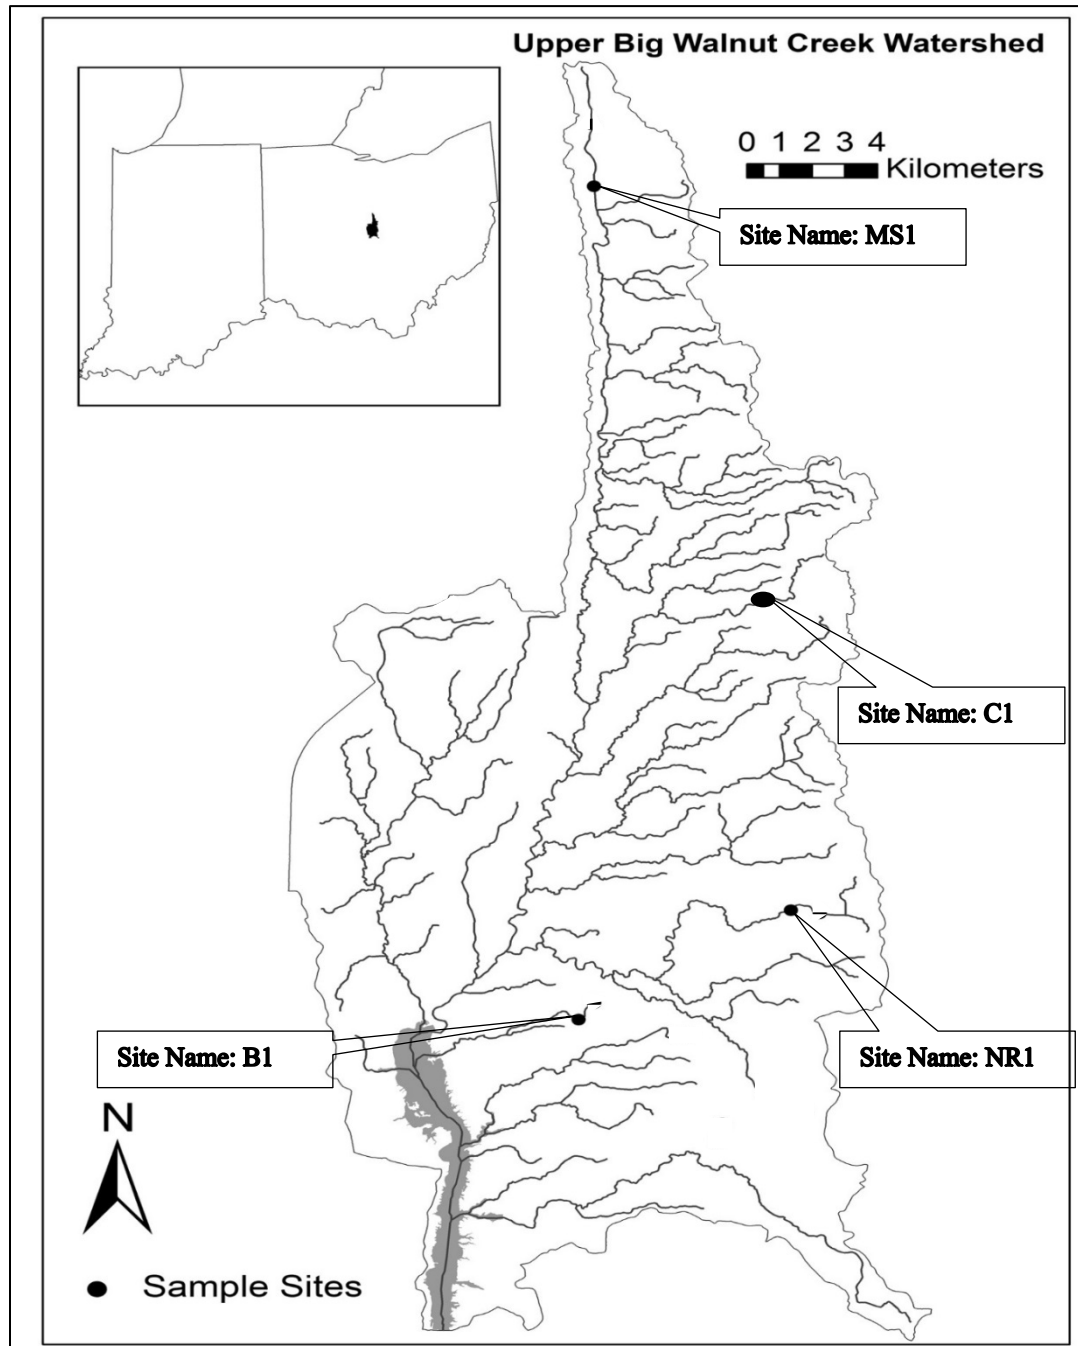 Upper Big Walnut Creek Watershed
0 1 2 3 4
Kilometers
Site Name: MS1
Site Name: C1
Site Name: B1
Site Name: NR1
N
Sample Sites